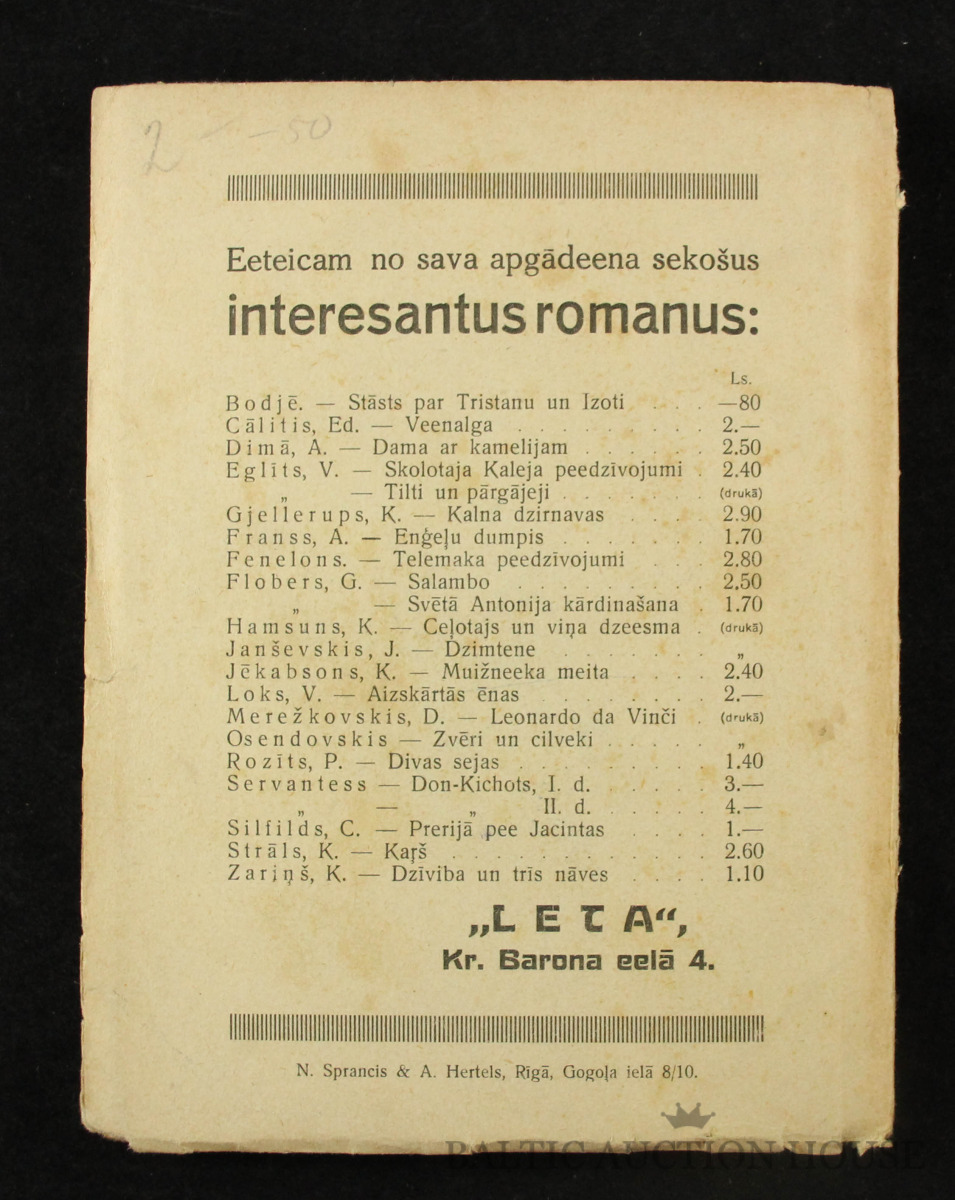 2 — -50
Eeteicam no sava apgādeena sekošus
interesantus romanus:
Ls.
Bodjē. — Stāsts par Tristanu un Izoti . . . —80
Cālitis, Ed. — Veenalga . . . . . . . . . 2.—
Dimā, A. — Dama ar kamelijam . . . . . . 2.50
Eglīts, V. — Skolotaja Kaleja peedzīvojumi . 2.40
„ — Tilti un pārgājeji . . . . . . . (drukā)
Gjellerups, K. — Kalna dzirnavas . . . . 2.90
Franss, A. — Enģeļu dumpis . . . . . . . 1.70
Fenelons. — Telemaka peedzīvojumi . . . 2.80
Flobers, G. — Salambo . . . . . . . . . 2.50
„ — Svētā Antonija kārdinašana . 1.70
Hamsuns, K. — Ceļotajs un viņa dzeesma . (drukā)
Janševskis, J. — Dzimtene . . . . . . . „
Jēkabsons, K. — Muižneeka meita . . . . 2.40
Loks, V. — Aizskārtās ēnas . . . . . . 2.—
Merežkovskis, D. — Leonardo da Vinči . (drukā)
Osendovskis — Zvēri un cilveki . . . . . „
Rozīts, P. — Divas sejas . . . . . . . . . 1.40
Servantess — Don-Kichots, I. d. . . . . . 3.—
„ — „ II. d. . . . . . 4.—
Silfilds, C. — Prerijā pee Jacintas . . . . 1.—
Strāls, K. — Kaŗš . . . . . . . . . . . . 2.60
Zariņš, K. — Dzīviba un trīs nāves . . . . 1.10
„LETA“,
Kr. Barona eelā 4.
N. Sprancis & A. Hertels, Rīgā, Gogoļa ielā 8/10.
BALTIC AUCTION HOUSE